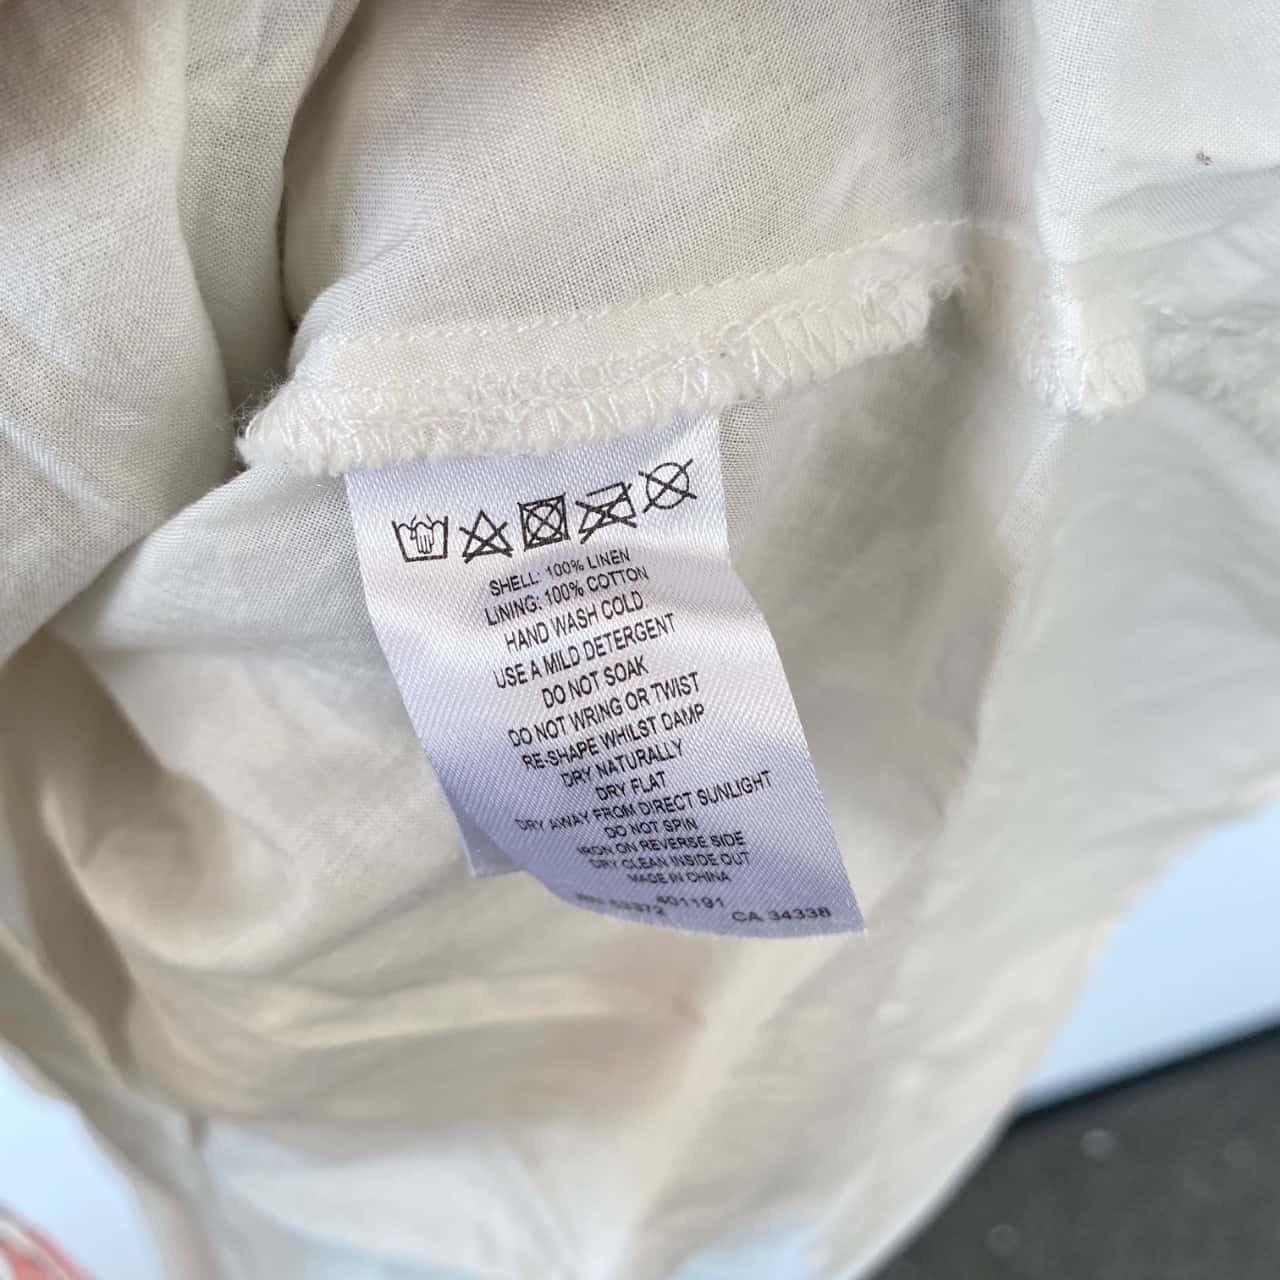 SHELL: 100% LINEN
LINING: 100% COTTON
HAND WASH COLD
USE A MILD DETERGENT
DO NOT SOAK
DO NOT WRING OR TWIST
RE-SHAPE WHILST DAMP
DRY NATURALLY
DRY FLAT
DRY AWAY FROM DIRECT SUNLIGHT
DO NOT SPIN
IRON ON REVERSE SIDE
DRY CLEAN INSIDE OUT
MADE IN CHINA
401191
CA 34338